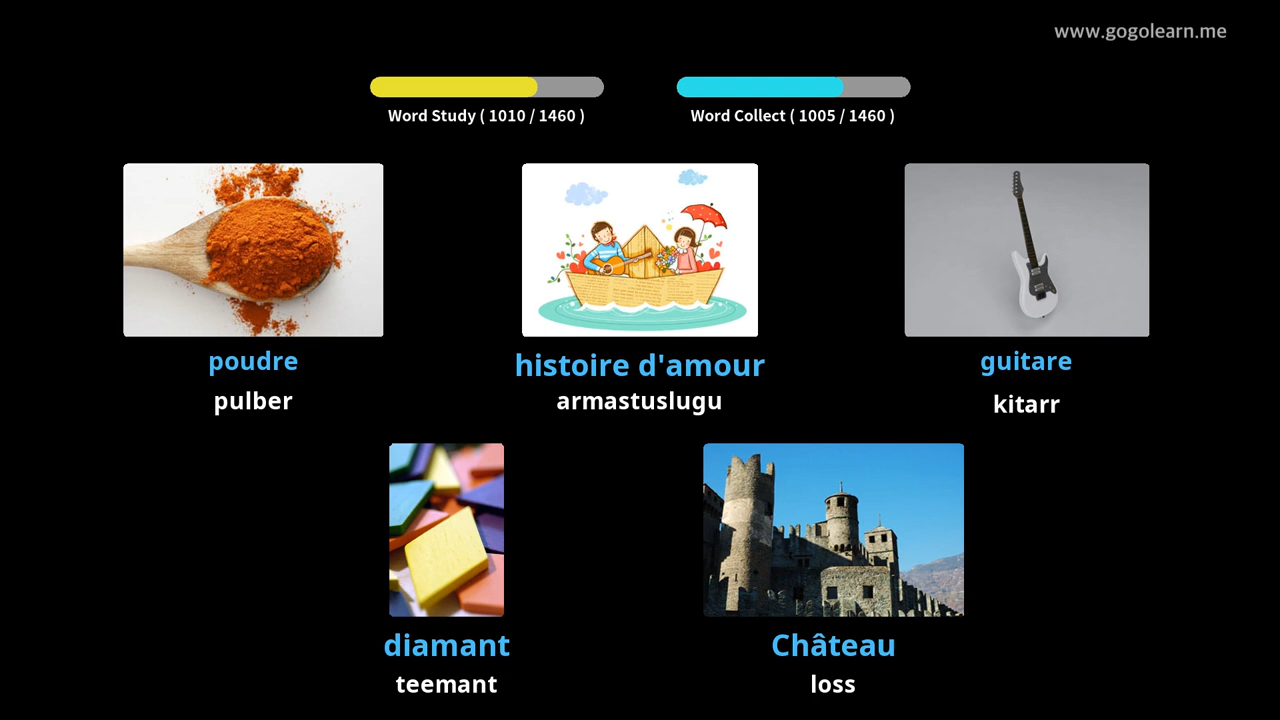 www.gogolearn.me
Word Study ( 1010 / 1460 )
Word Collect ( 1005 / 1460 )
poudre
pulber
histoire d'amour
armastuslugu
guitare
kitarr
diamant
teemant
Château
loss